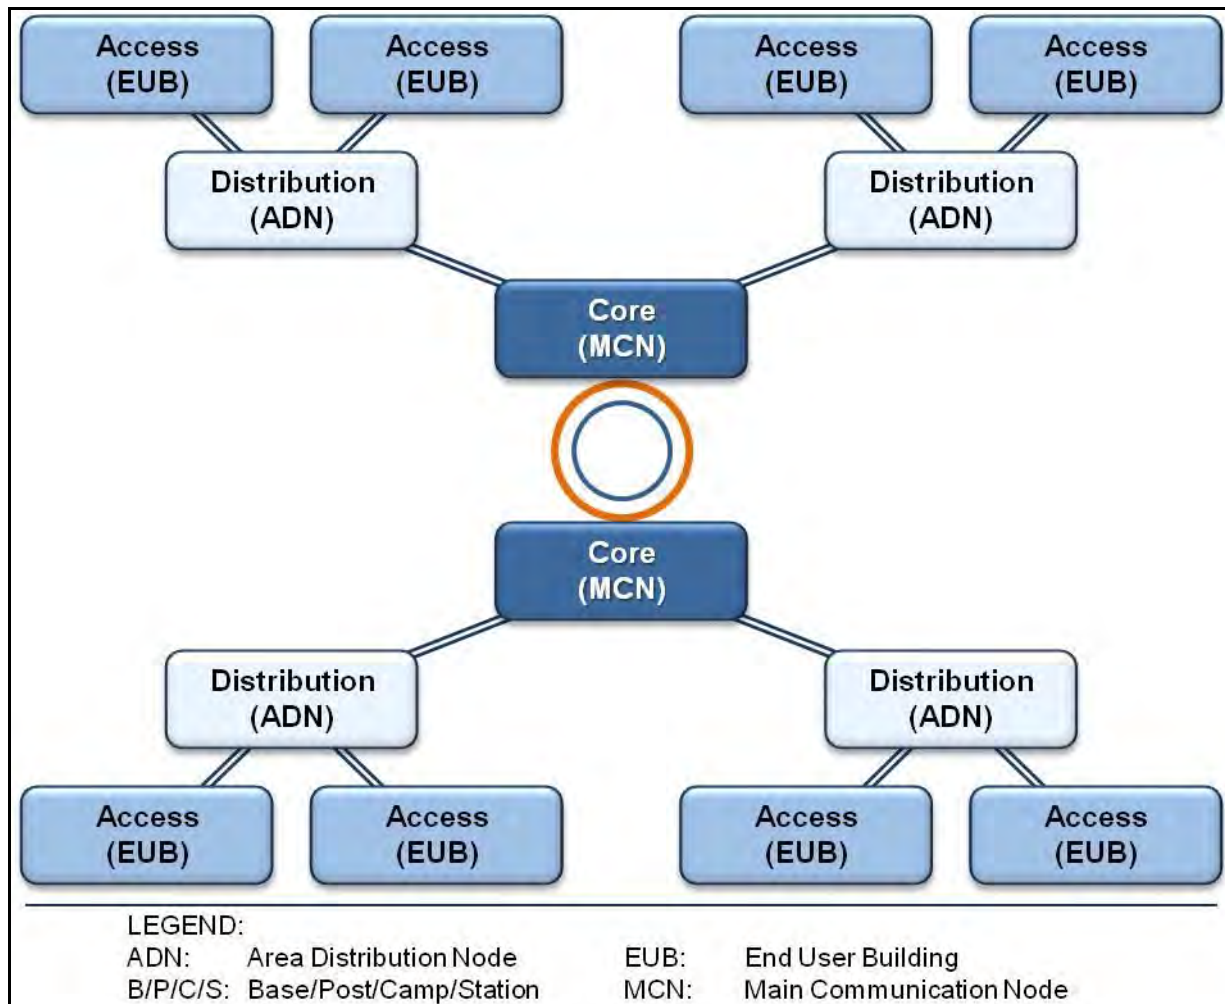 Access
(EUB)
Access
(EUB)
Access
(EUB)
Access
(EUB)
Distribution
(ADN)
Distribution
(ADN)
Core
(MCN)
Core
(MCN)
Distribution
(ADN)
Distribution
(ADN)
Access
(EUB)
Access
(EUB)
Access
(EUB)
Access
(EUB)
LEGEND:
ADN: Area Distribution Node EUB: End User Building
B/P/C/S: Base/Post/Camp/Station MCN: Main Communication Node